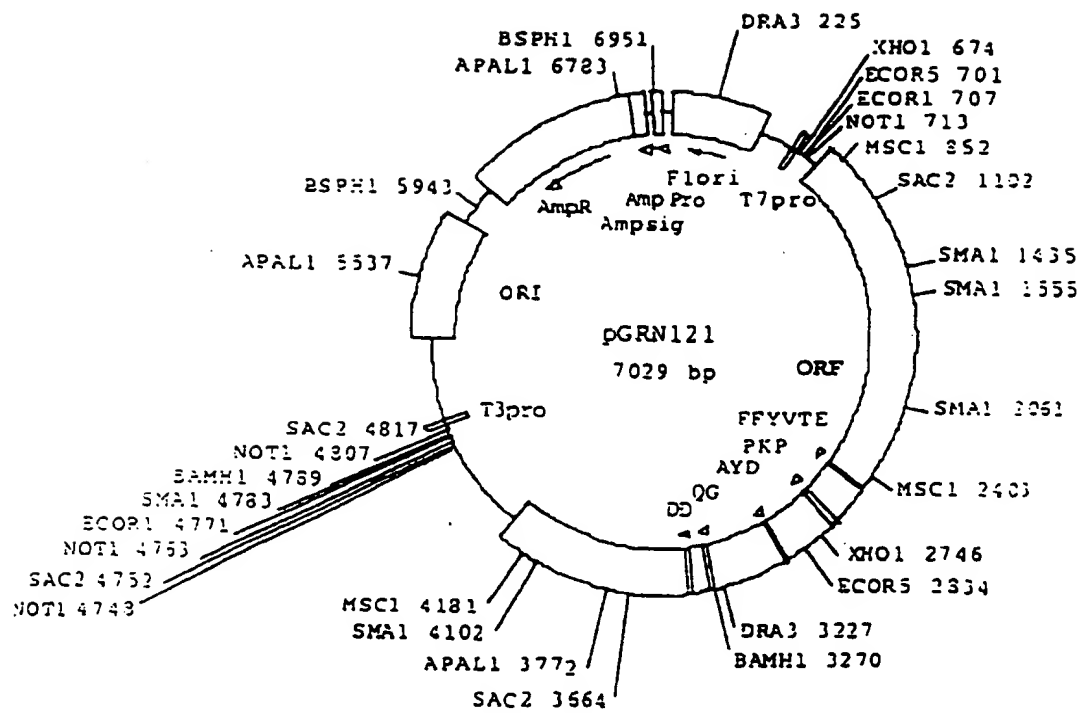 DRA3 225
BSPH1 6951
APAL1 6783
XHO1 674
ECOR5 701
ECOR1 707
NOT1 713
MSC1 852
SAC2 1102
SMA1 1435
SMA1 1555
SMA1 2061
MSC1 2403
XHO1 2746
ECOR5 2834
DRA3 3227
BAMH1 3270
SAC2 3664
APAL1 3772
SMA1 4102
MSC1 4181
NOT1 4743
SAC2 4752
NOT1 4763
ECOR1 4771
SMA1 4783
BAMH1 4789
NOT1 4807
SAC2 4817
T3pro
APAL1 5537
BSPH1 5943
ORI
AmpR
Ampsig
Amp Pro
Flori
T7pro
pGRN121
7029 bp
ORF
FFYVTE
PKP
AYD
QG
DD